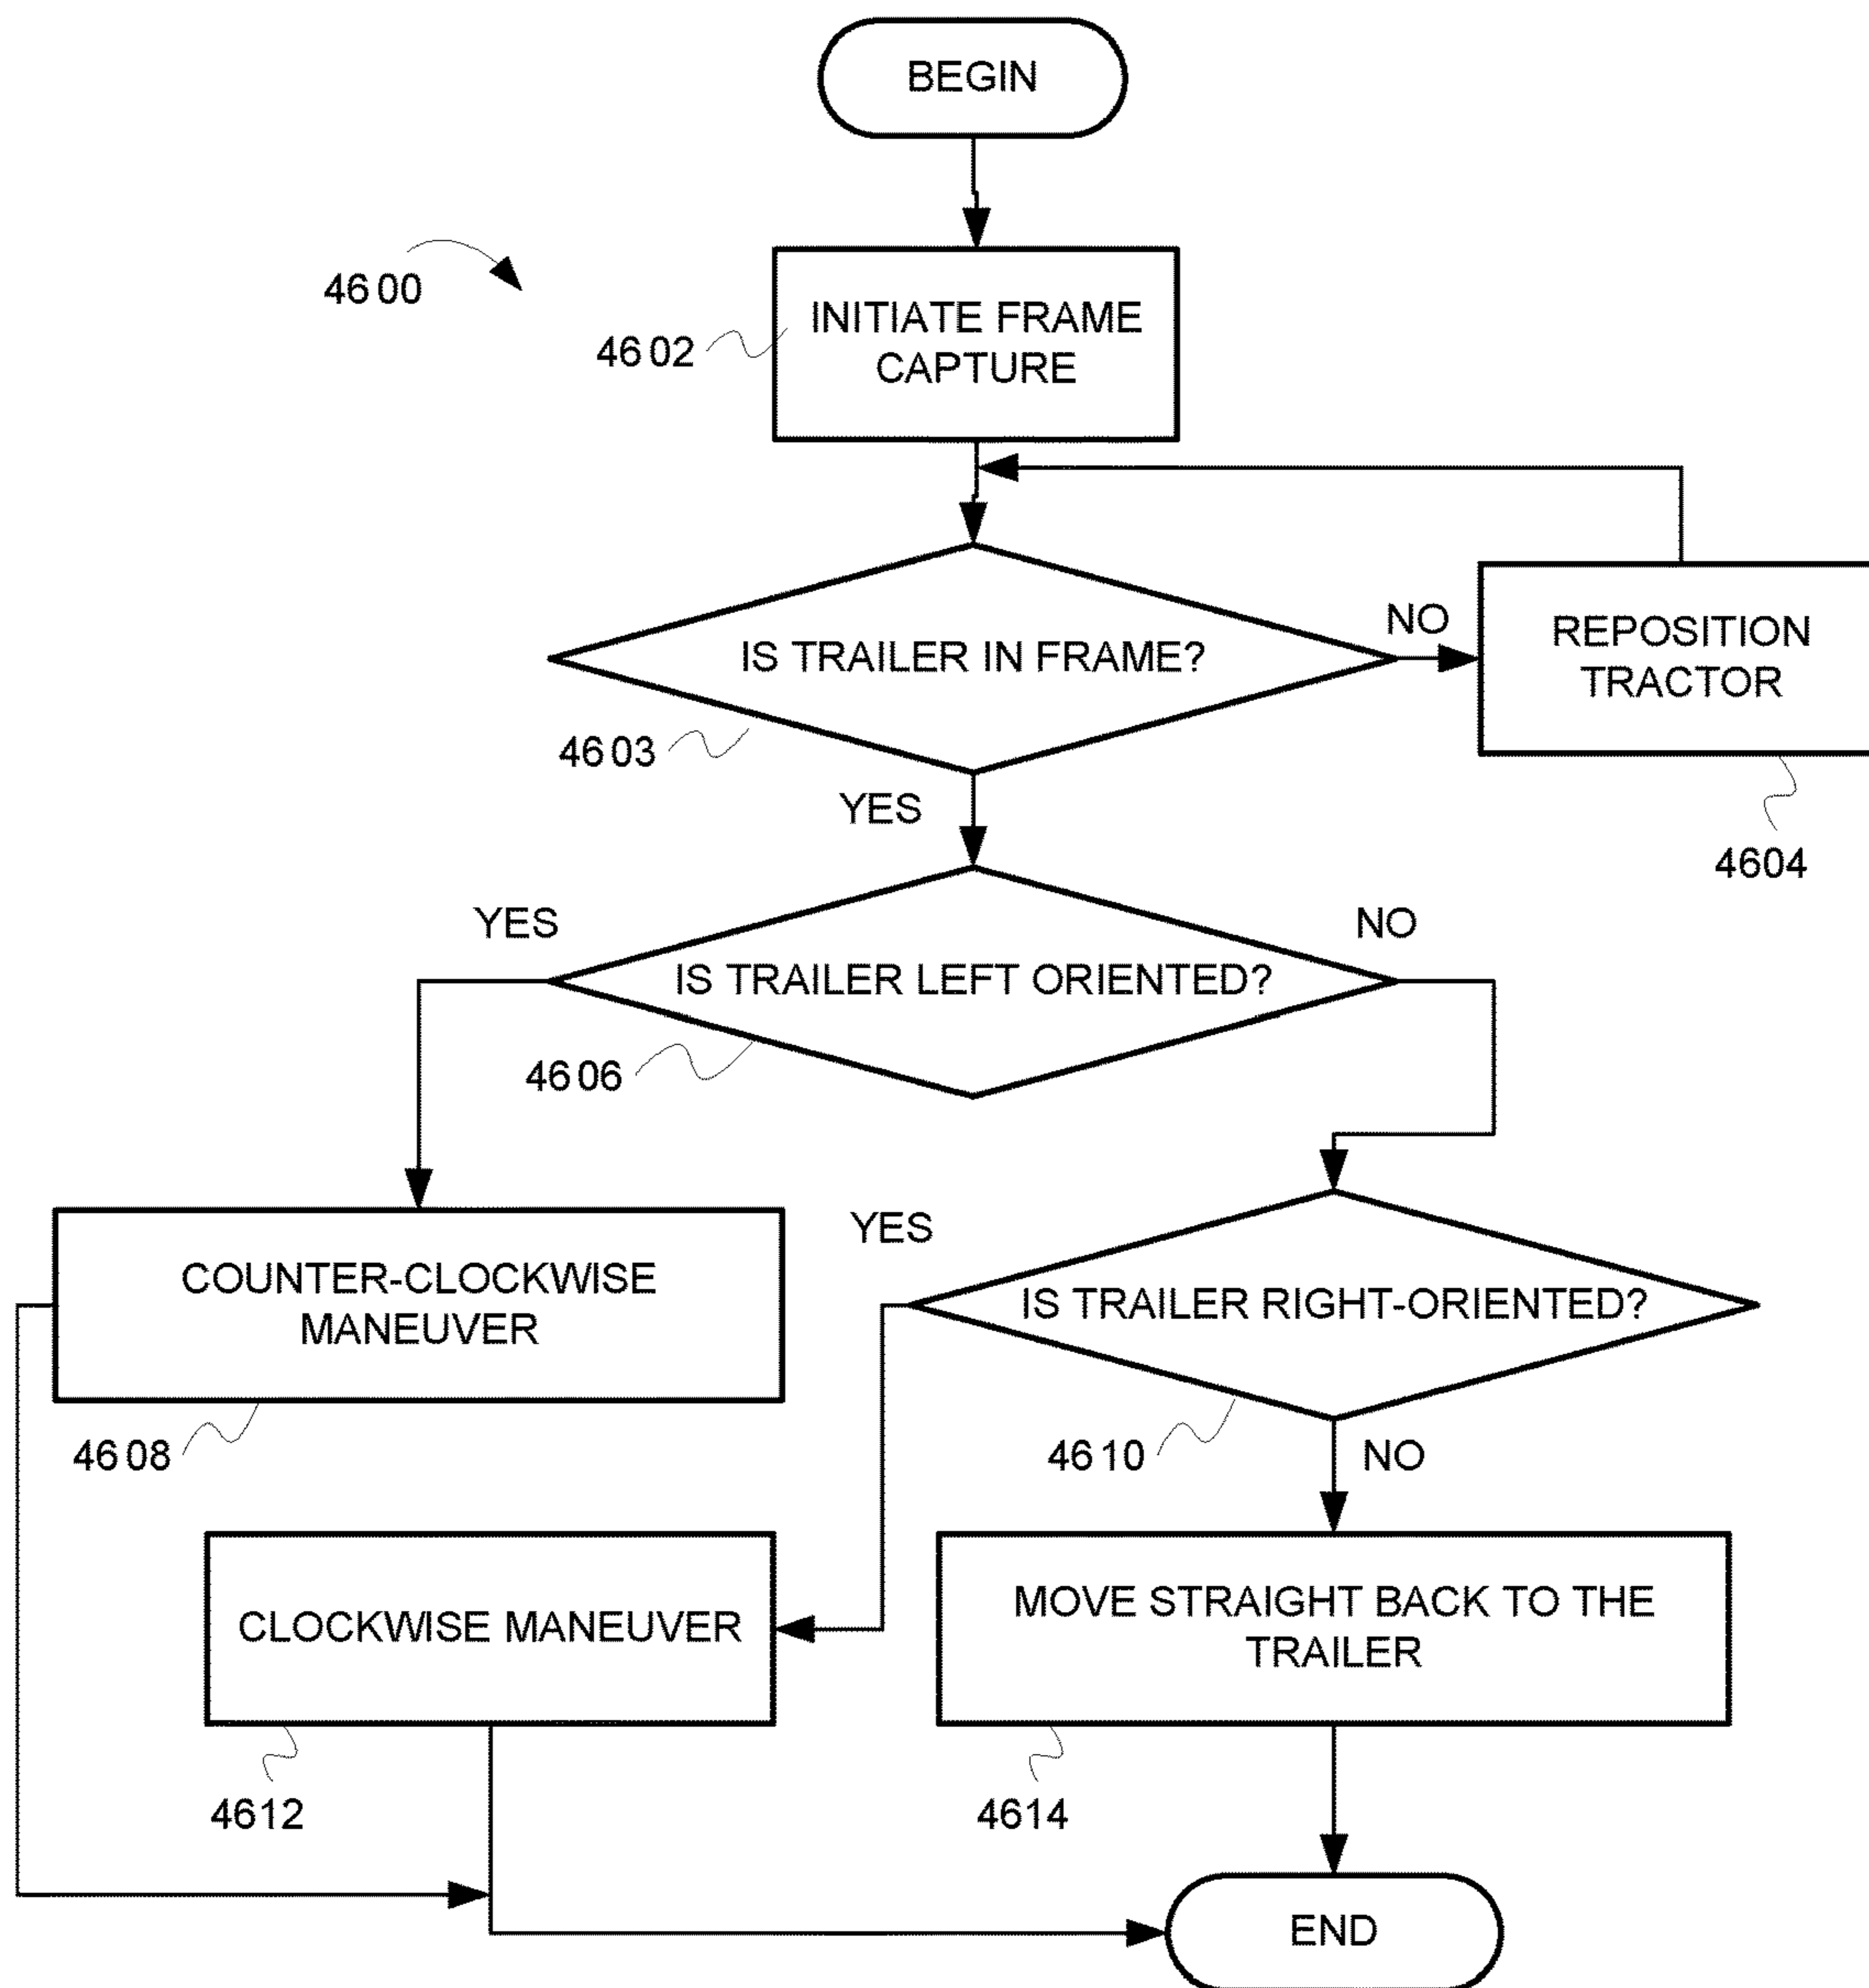 BEGIN
4600
INITIATE FRAME
CAPTURE
4602
IS TRAILER IN FRAME?
NO
REPOSITION
TRACTOR
4603
YES
4604
YES
NO
IS TRAILER LEFT ORIENTED?
4606
COUNTER-CLOCKWISE
MANEUVER
YES
IS TRAILER RIGHT-ORIENTED?
4608
4610
NO
CLOCKWISE MANEUVER
MOVE STRAIGHT BACK TO THE
TRAILER
4612
4614
END